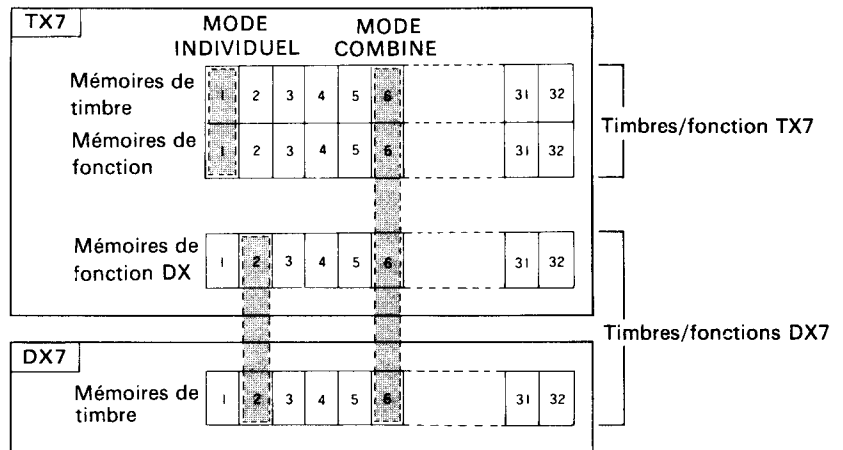 TX7
MODE INDIVIDUEL
MODE COMBINE
Mémoires de timbre
1 2 3 4 5 6 31 32
Mémoires de fonction
1 2 3 4 5 6 31 32
Timbres/fonction TX7
Mémoires de fonction DX
1 2 3 4 5 6 31 32
Timbres/fonctions DX7
DX7
Mémoires de timbre
1 2 3 4 5 6 31 32